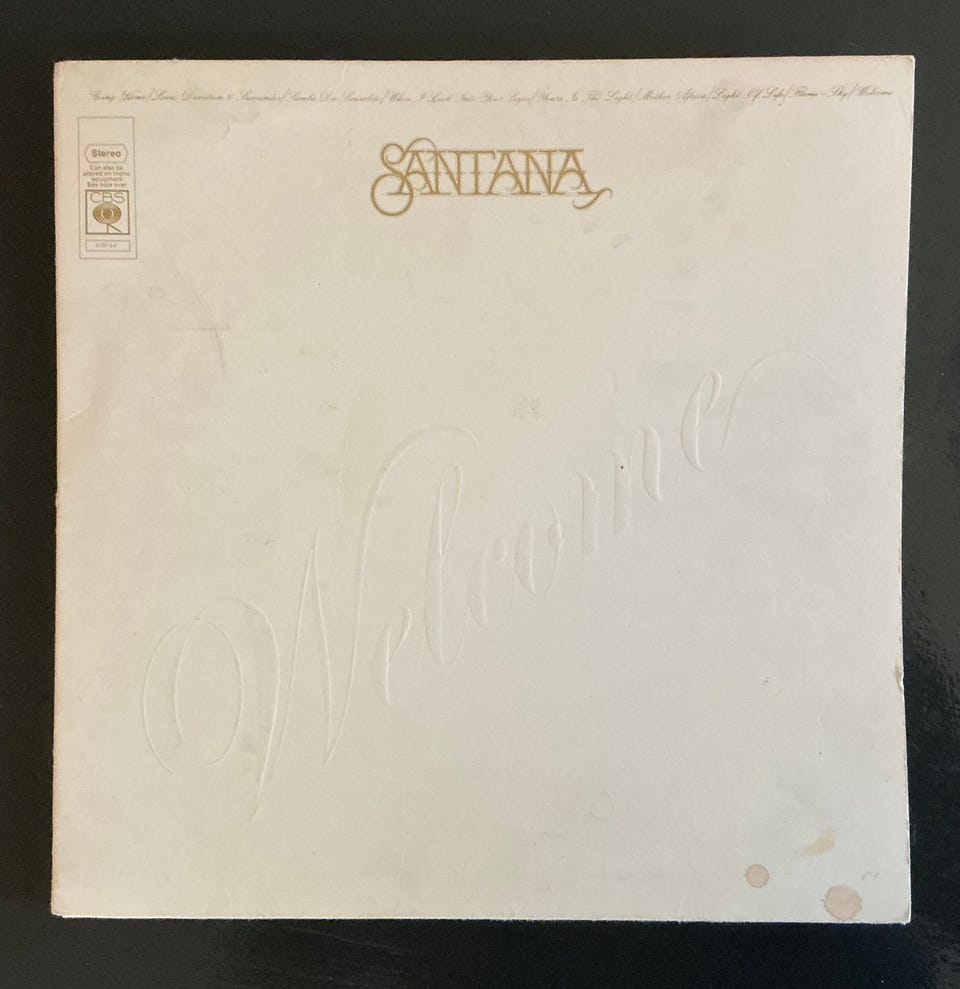 Going Home/Love, Devotion & Surrender/Samba De Sausalito/When I Look Into Your Eyes/Yours Is The Light/Mother Africa/Light Of Life/Flame-Sky/Welcome
SANTANA
Stereo
Can also be
played on mono
equipment
See note over
CBS
Welcome